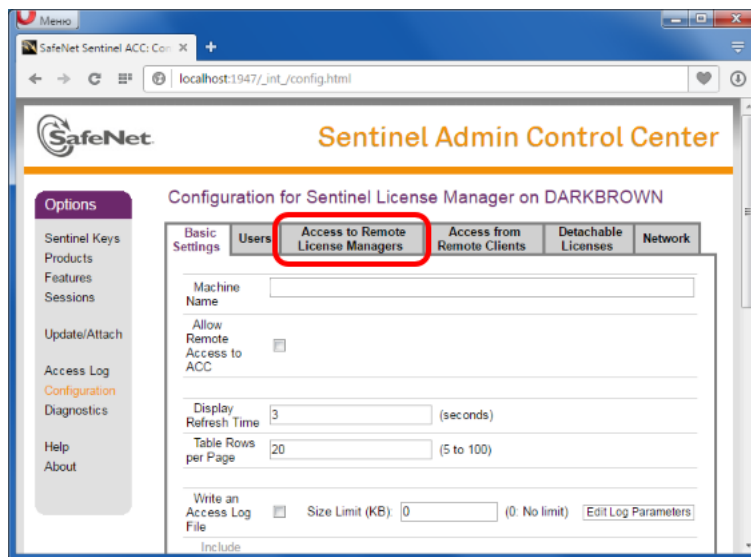 Меню
SafeNet Sentinel ACC: Con
localhost:1947/_int_/config.html
SafeNet.
Sentinel Admin Control Center
Options
Sentinel Keys
Products
Features
Sessions
Update/Attach
Access Log
Configuration
Diagnostics
Help
About
Configuration for Sentinel License Manager on DARKBROWN
Basic
Settings
Users
Access to Remote
License Managers
Access from
Remote Clients
Detachable
Licenses
Network
Machine
Name
Allow
Remote
Access to
ACC
Display
Refresh Time
3
(seconds)
Table Rows
per Page
20
(5 to 100)
Write an
Access Log
File
Size Limit (KB):
0
(0: No limit)
Edit Log Parameters
Include